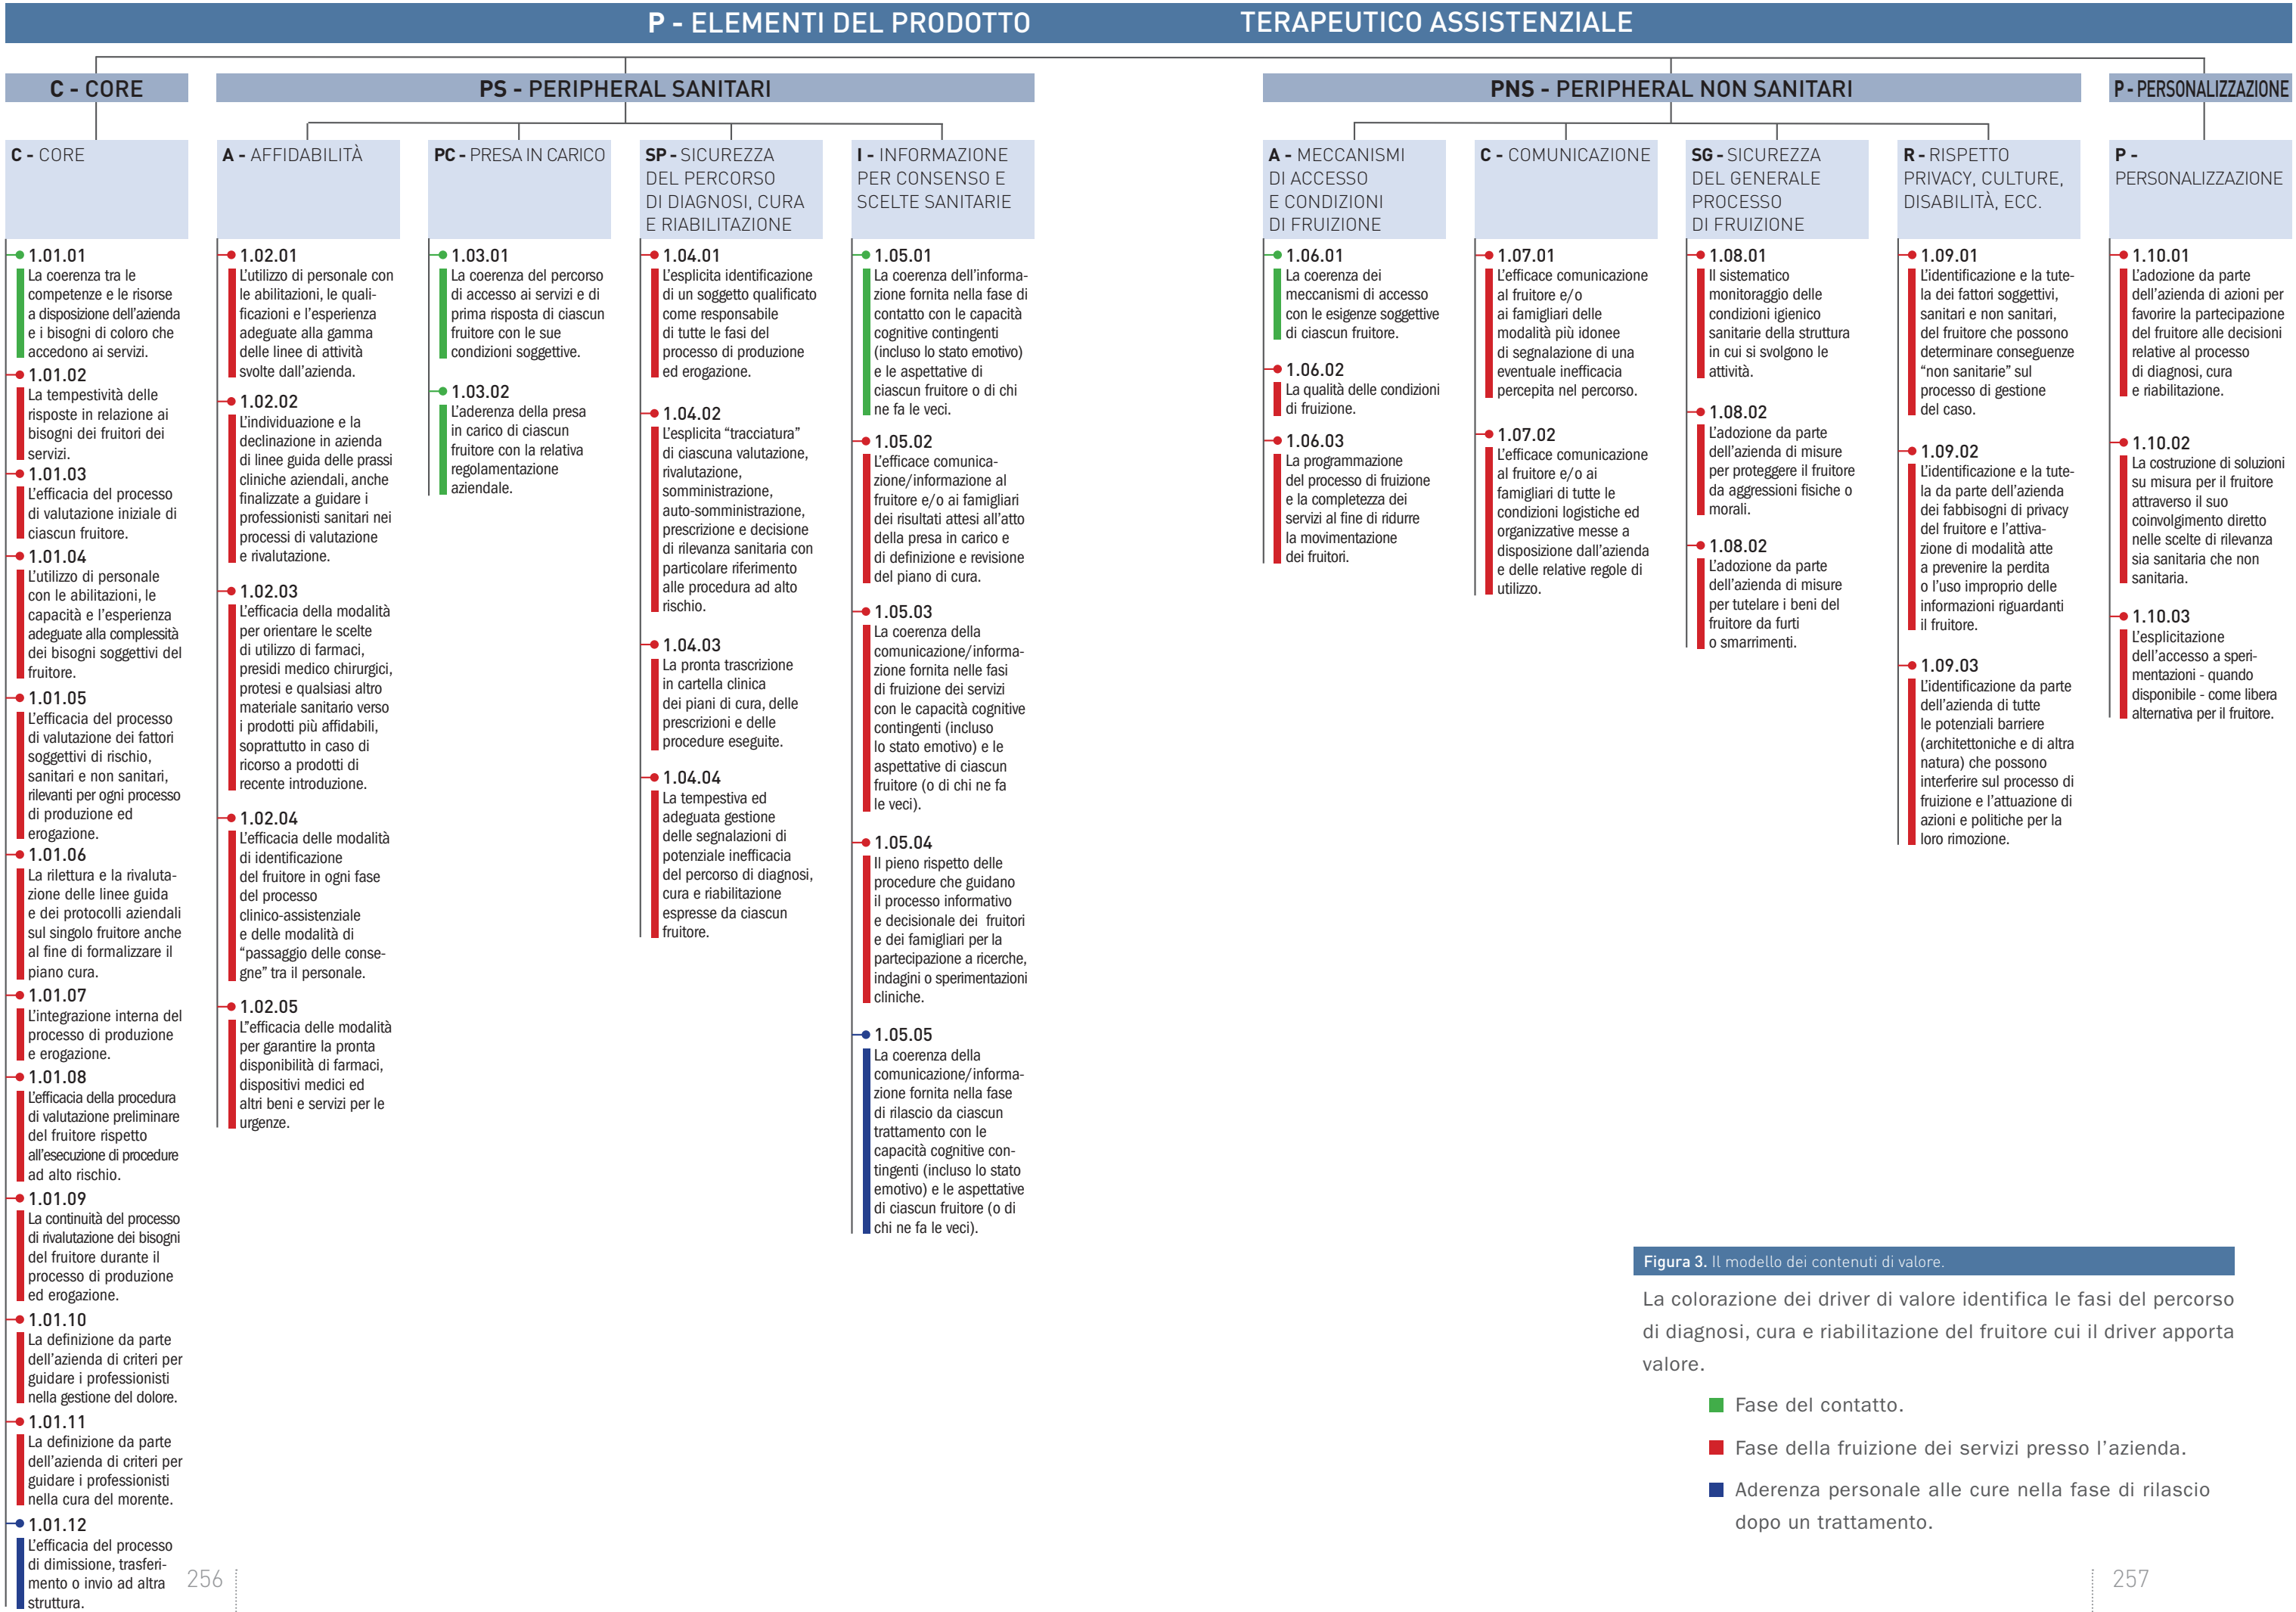 P - ELEMENTI DEL PRODOTTO TERAPEUTICO ASSISTENZIALE
C - CORE
PS - PERIPHERAL SANITARI
PNS - PERIPHERAL NON SANITARI
P - PERSONALIZZAZIONE
C - CORE
1.01.01
La coerenza tra le
competenze e le risorse
a disposizione dell'azienda
e i bisogni di coloro che
accedono ai servizi.
1.01.02
La tempestività delle
risposte in relazione ai
bisogni dei fruitori dei
servizi.
1.01.03
L'efficacia del processo
di valutazione iniziale di
ciascun fruitore.
1.01.04
L'utilizzo di personale
con le abilitazioni, le
capacità e l'esperienza
adeguate alla complessità
dei bisogni soggettivi del
fruitore.
1.01.05
L'efficacia del processo
di valutazione dei fattori
soggettivi di rischio,
sanitari e non sanitari,
rilevanti per ogni processo
di produzione ed
erogazione.
1.01.06
La rilettura e la rivaluta-
zione delle linee guida
e dei protocolli aziendali
sul singolo fruitore anche
al fine di formalizzare il
piano cura.
1.01.07
L'integrazione interna del
processo di produzione
e erogazione.
1.01.08
L'efficacia della procedura
di valutazione preliminare
del fruitore rispetto
all'esecuzione di procedure
ad alto rischio.
1.01.09
La continuità del processo
di rivalutazione dei bisogni
del fruitore durante il
processo di produzione
ed erogazione.
1.01.10
La definizione da parte
dell'azienda di criteri per
guidare i professionisti
nella gestione del dolore.
1.01.11
La definizione da parte
dell'azienda di criteri per
guidare i professionisti
nella cura del morente.
1.01.12
L'efficacia del processo
di dimissione, trasferi-
mento o invio ad altra
struttura.
A - AFFIDABILITÀ
1.02.01
L'utilizzo di personale con
le abilitazioni, le quali-
ficazioni e l'esperienza
adeguate alla gamma
delle linee di attività
svolte dall'azienda.
1.02.02
L'individuazione e la
declinazione in azienda
di linee guida delle prassi
cliniche aziendali, anche
finalizzate a guidare i
professionisti sanitari nei
processi di valutazione
e rivalutazione.
1.02.03
L'efficacia della modalità
per orientare le scelte
di utilizzo di farmaci,
presidi medico chirurgici,
protesi e qualsiasi altro
materiale sanitario verso
i prodotti più affidabili,
soprattutto in caso di
ricorso a prodotti di
recente introduzione.
1.02.04
L'efficacia delle modalità
di identificazione
del fruitore in ogni fase
del processo
clinico-assistenziale
e delle modalità di
“passaggio delle conse-
gne” tra il personale.
1.02.05
L''efficacia delle modalità
per garantire la pronta
disponibilità di farmaci,
dispositivi medici ed
altri beni e servizi per le
urgenze.
PC - PRESA IN CARICO
1.03.01
La coerenza del percorso
di accesso ai servizi e di
prima risposta di ciascun
fruitore con le sue
condizioni soggettive.
1.03.02
L'aderenza della presa
in carico di ciascun
fruitore con la relativa
regolamentazione
aziendale.
SP - SICUREZZA
DEL PERCORSO
DI DIAGNOSI, CURA
E RIABILITAZIONE
1.04.01
L'esplicita identificazione
di un soggetto qualificato
come responsabile
di tutte le fasi del
processo di produzione
ed erogazione.
1.04.02
L'esplicita “tracciatura”
di ciascuna valutazione,
rivalutazione,
somministrazione,
auto-somministrazione,
prescrizione e decisione
di rilevanza sanitaria con
particolare riferimento
alle procedura ad alto
rischio.
1.04.03
La pronta trascrizione
in cartella clinica
dei piani di cura, delle
prescrizioni e delle
procedure eseguite.
1.04.04
La tempestiva ed
adeguata gestione
delle segnalazioni di
potenziale inefficacia
del percorso di diagnosi,
cura e riabilitazione
espresse da ciascun
fruitore.
I - INFORMAZIONE
PER CONSENSO E
SCELTE SANITARIE
1.05.01
La coerenza dell'informa-
zione fornita nella fase di
contatto con le capacità
cognitive contingenti
(incluso lo stato emotivo)
e le aspettative di
ciascun fruitore o di chi
ne fa le veci.
1.05.02
L'efficace comunica-
zione/informazione al
fruitore e/o ai famigliari
dei risultati attesi all'atto
della presa in carico e
di definizione e revisione
del piano di cura.
1.05.03
La coerenza della
comunicazione/informa-
zione fornita nelle fasi
di fruizione dei servizi
con le capacità cognitive
contingenti (incluso
lo stato emotivo) e le
aspettative di ciascun
fruitore (o di chi ne fa
le veci).
1.05.04
Il pieno rispetto delle
procedure che guidano
il processo informativo
e decisionale dei fruitori
e dei famigliari per la
partecipazione a ricerche,
indagini o sperimentazioni
cliniche.
1.05.05
La coerenza della
comunicazione/informa-
zione fornita nella fase
di rilascio da ciascun
trattamento con le
capacità cognitive con-
tingenti (incluso lo stato
emotivo) e le aspettative
di ciascun fruitore (o di
chi ne fa le veci).
A - MECCANISMI
DI ACCESSO
E CONDIZIONI
DI FRUIZIONE
1.06.01
La coerenza dei
meccanismi di accesso
con le esigenze soggettive
di ciascun fruitore.
1.06.02
La qualità delle condizioni
di fruizione.
1.06.03
La programmazione
del processo di fruizione
e la completezza dei
servizi al fine di ridurre
la movimentazione
dei fruitori.
C - COMUNICAZIONE
1.07.01
L'efficace comunicazione
al fruitore e/o
ai famigliari delle
modalità più idonee
di segnalazione di una
eventuale inefficacia
percepita nel percorso.
1.07.02
L'efficace comunicazione
al fruitore e/o ai
famigliari di tutte le
condizioni logistiche ed
organizzative messe a
disposizione dall'azienda
e delle relative regole di
utilizzo.
SG - SICUREZZA
DEL GENERALE
PROCESSO
DI FRUIZIONE
1.08.01
Il sistematico
monitoraggio delle
condizioni igienico
sanitarie della struttura
in cui si svolgono le
attività.
1.08.02
L'adozione da parte
dell'azienda di misure
per proteggere il fruitore
da aggressioni fisiche o
morali.
1.08.02
L'adozione da parte
dell'azienda di misure
per tutelare i beni del
fruitore da furti
o smarrimenti.
R - RISPETTO
PRIVACY, CULTURE,
DISABILITÀ, ECC.
1.09.01
L'identificazione e la tute-
la dei fattori soggettivi,
sanitari e non sanitari,
del fruitore che possono
determinare conseguenze
“non sanitarie” sul
processo di gestione
del caso.
1.09.02
L'identificazione e la tute-
la da parte dell'azienda
dei fabbisogni di privacy
del fruitore e l'attiva-
zione di modalità atte
a prevenire la perdita
o l'uso improprio delle
informazioni riguardanti
il fruitore.
1.09.03
L'identificazione da parte
dell'azienda di tutte
le potenziali barriere
(architettoniche e di altra
natura) che possono
interferire sul processo di
fruizione e l'attuazione di
azioni e politiche per la
loro rimozione.
P -
PERSONALIZZAZIONE
1.10.01
L'adozione da parte
dell'azienda di azioni per
favorire la partecipazione
del fruitore alle decisioni
relative al processo
di diagnosi, cura
e riabilitazione.
1.10.02
La costruzione di soluzioni
su misura per il fruitore
attraverso il suo
coinvolgimento diretto
nelle scelte di rilevanza
sia sanitaria che non
sanitaria.
1.10.03
L'esplicitazione
dell'accesso a speri-
mentazioni - quando
disponibile - come libera
alternativa per il fruitore.
Figura 3. Il modello dei contenuti di valore.
La colorazione dei driver di valore identifica le fasi del percorso
di diagnosi, cura e riabilitazione del fruitore cui il driver apporta
valore.
Fase del contatto.
Fase della fruizione dei servizi presso l'azienda.
Aderenza personale alle cure nella fase di rilascio
dopo un trattamento.
256
257